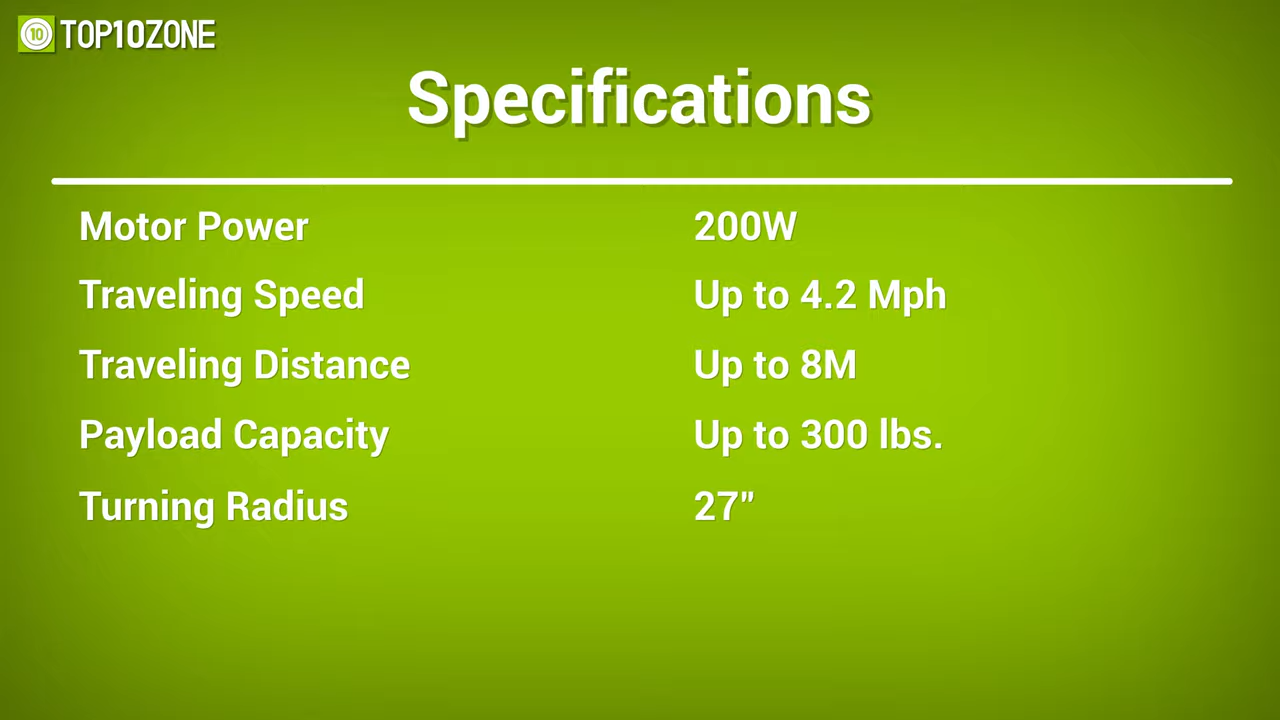 10 TOP10ZONE
Specifications
Motor Power 200W
Traveling Speed Up to 4.2 Mph
Traveling Distance Up to 8M
Payload Capacity Up to 300 lbs.
Turning Radius 27"